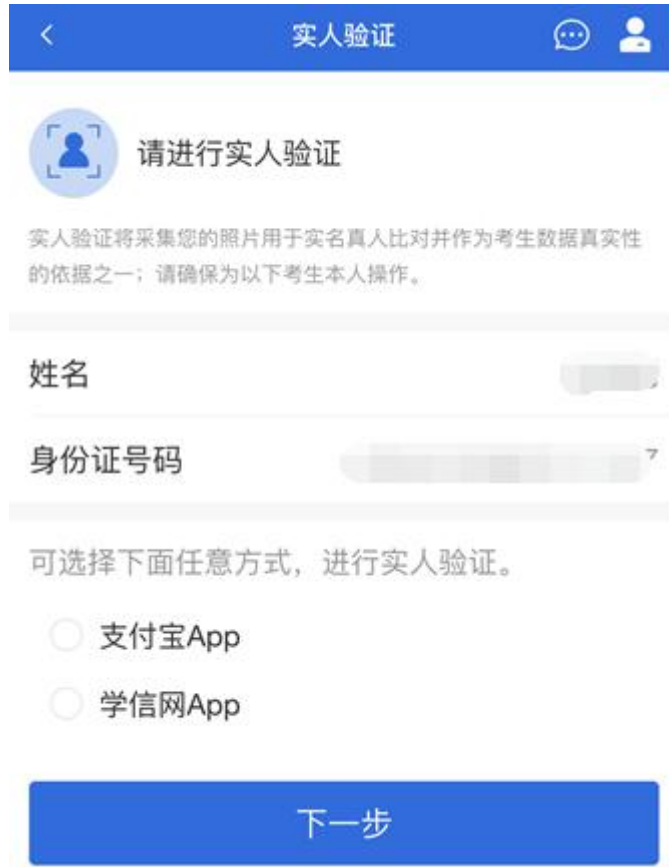 实人验证
请进行实人验证
实人验证将采集您的照片用于实名真人比对并作为考生数据真实性
的依据之一；请确保为以下考生本人操作。
姓名
身份证号码 7
可选择下面任意方式，进行实人验证。
支付宝App
学信网App
下一步